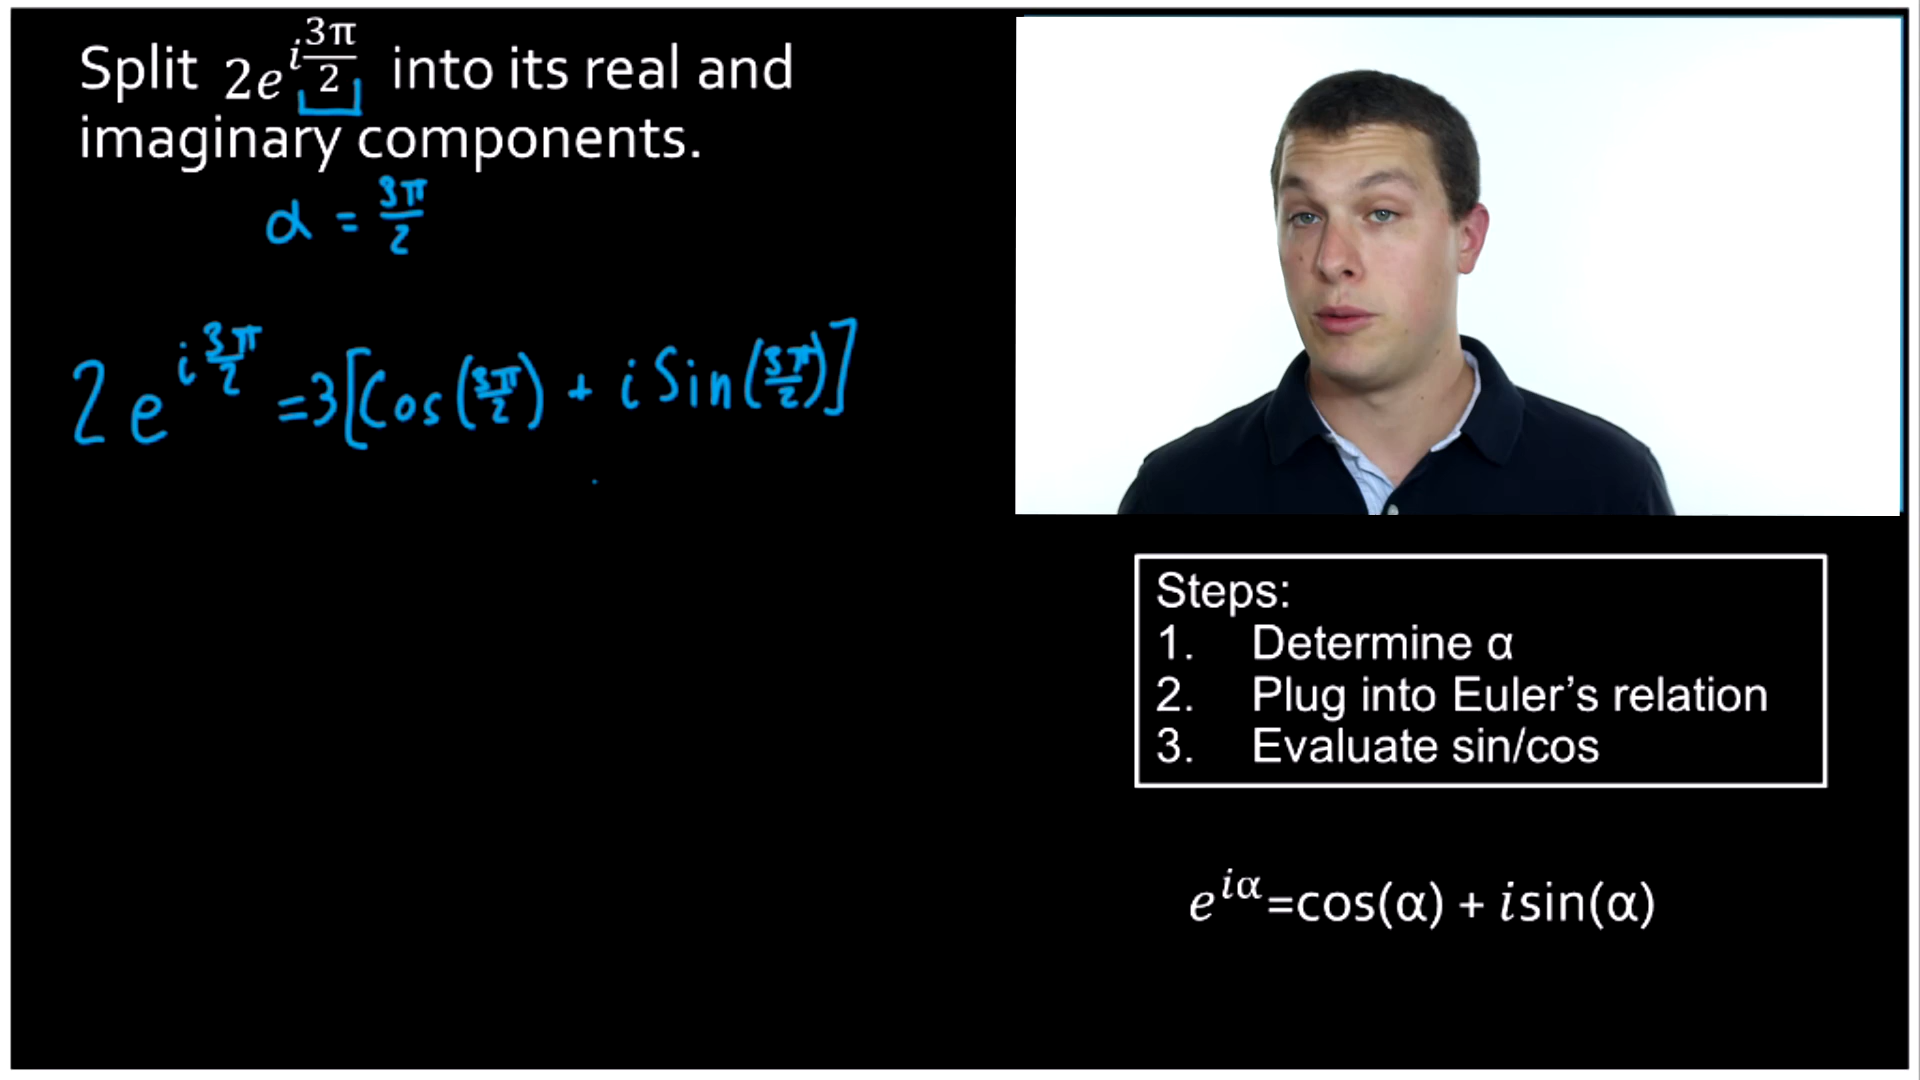 Split 2e^{i3π/2} into its real and
imaginary components.
α = 3π/2
2e^{i3π/2} =3[Cos(3π/2) + i Sin(3π/2)]
Steps:
1. Determine α
2. Plug into Euler’s relation
3. Evaluate sin/cos
e^{iα}=cos(α) + isin(α)